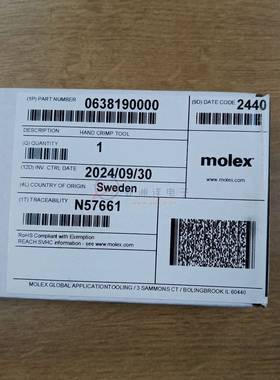 (1P) PART NUMBER 0638190000
(9D) DATE CODE 2440
DESCRIPTION HAND CRIMP TOOL
(Q) QUANTITY 1
(12D) INV. CTRL DATE 2024/09/30
(4L) COUNTRY OF ORIGIN Sweden
(1T) TRACEABILITY N57661
molex
www.molex.com
RoHS Compliant with Exemption
REACH SVHC information - see www.molex.com
MOLEX GLOBAL APPLICATIONTOOLING / 3 SAMMONS CT / BOLINGBROOK IL 60440